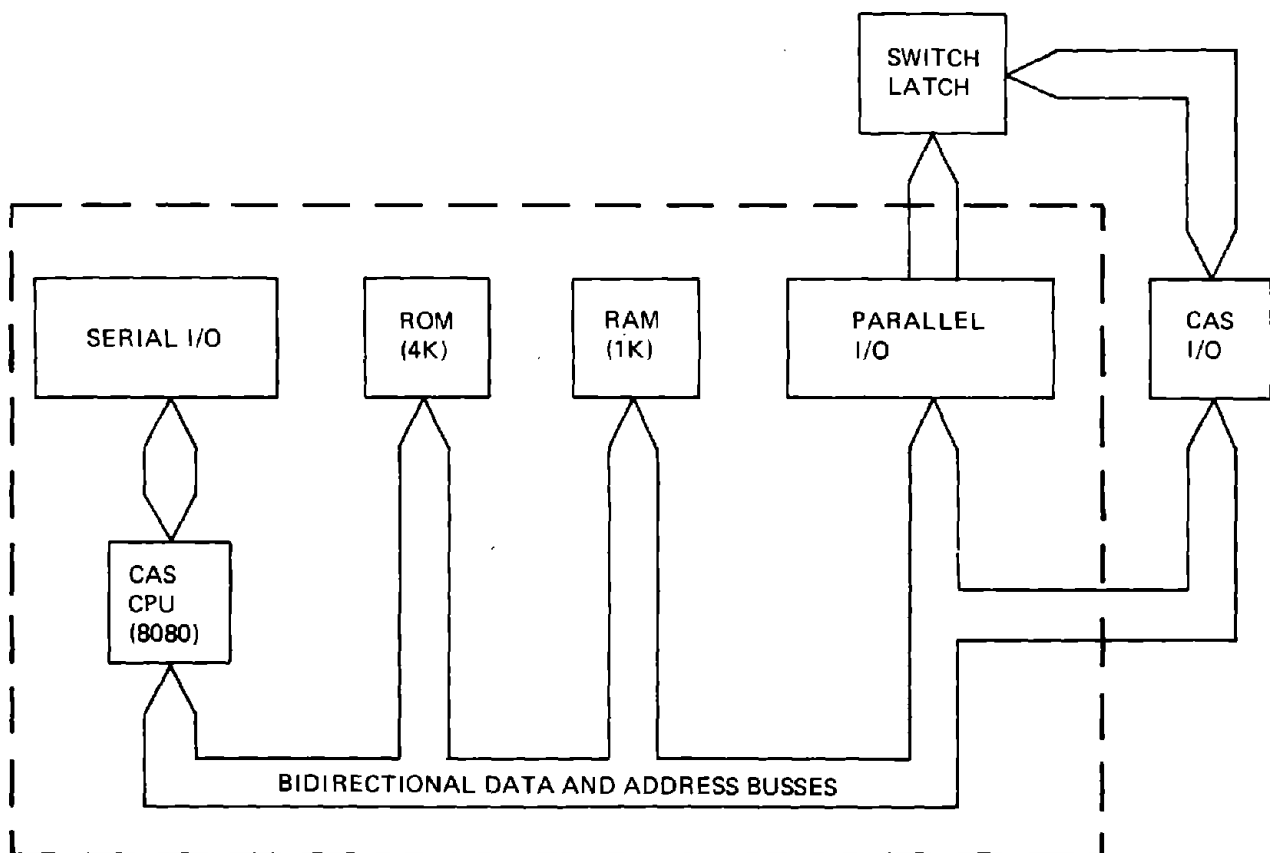 SWITCH
LATCH
SERIAL I/O
ROM
(4K)
RAM
(1K)
PARALLEL
I/O
CAS
I/O
CAS
CPU
(8080)
BIDIRECTIONAL DATA AND ADDRESS BUSSES